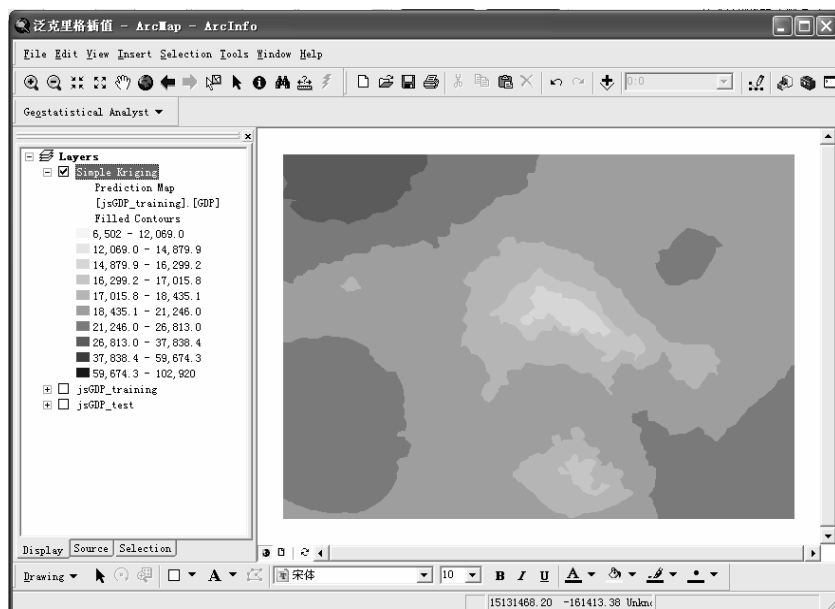 泛克里格插值 - ArcMap - ArcInfo
File Edit View Insert Selection Tools Window Help
0:0
Geostatistical Analyst
Layers
Simple Kriging
Prediction Map
[jsGDP_training].[GDP]
Filled Contours
6,502 - 12,069.0
12,069.0 - 14,879.9
14,879.9 - 16,299.2
16,299.2 - 17,015.8
17,015.8 - 18,435.1
18,435.1 - 21,246.0
21,246.0 - 26,813.0
26,813.0 - 37,838.4
37,838.4 - 59,674.3
59,674.3 - 102,920
jsGDP_training
jsGDP_test
Display Source Selection
Drawing A 宋体 10 B I U A
15131468.20 -161413.38 Unkn